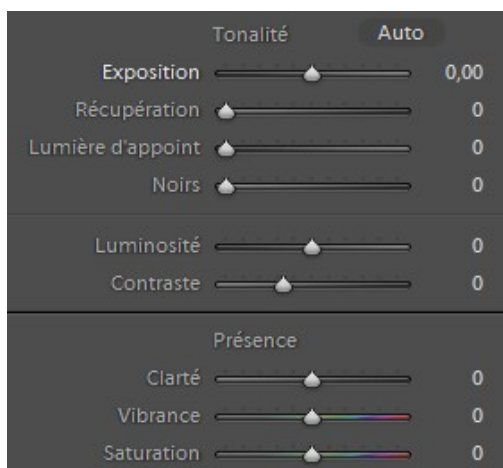 Tonalité Auto
Exposition 0,00
Récupération 0
Lumière d'appoint 0
Noirs 0
Luminosité 0
Contraste 0
Présence
Clarté 0
Vibrance 0
Saturation 0